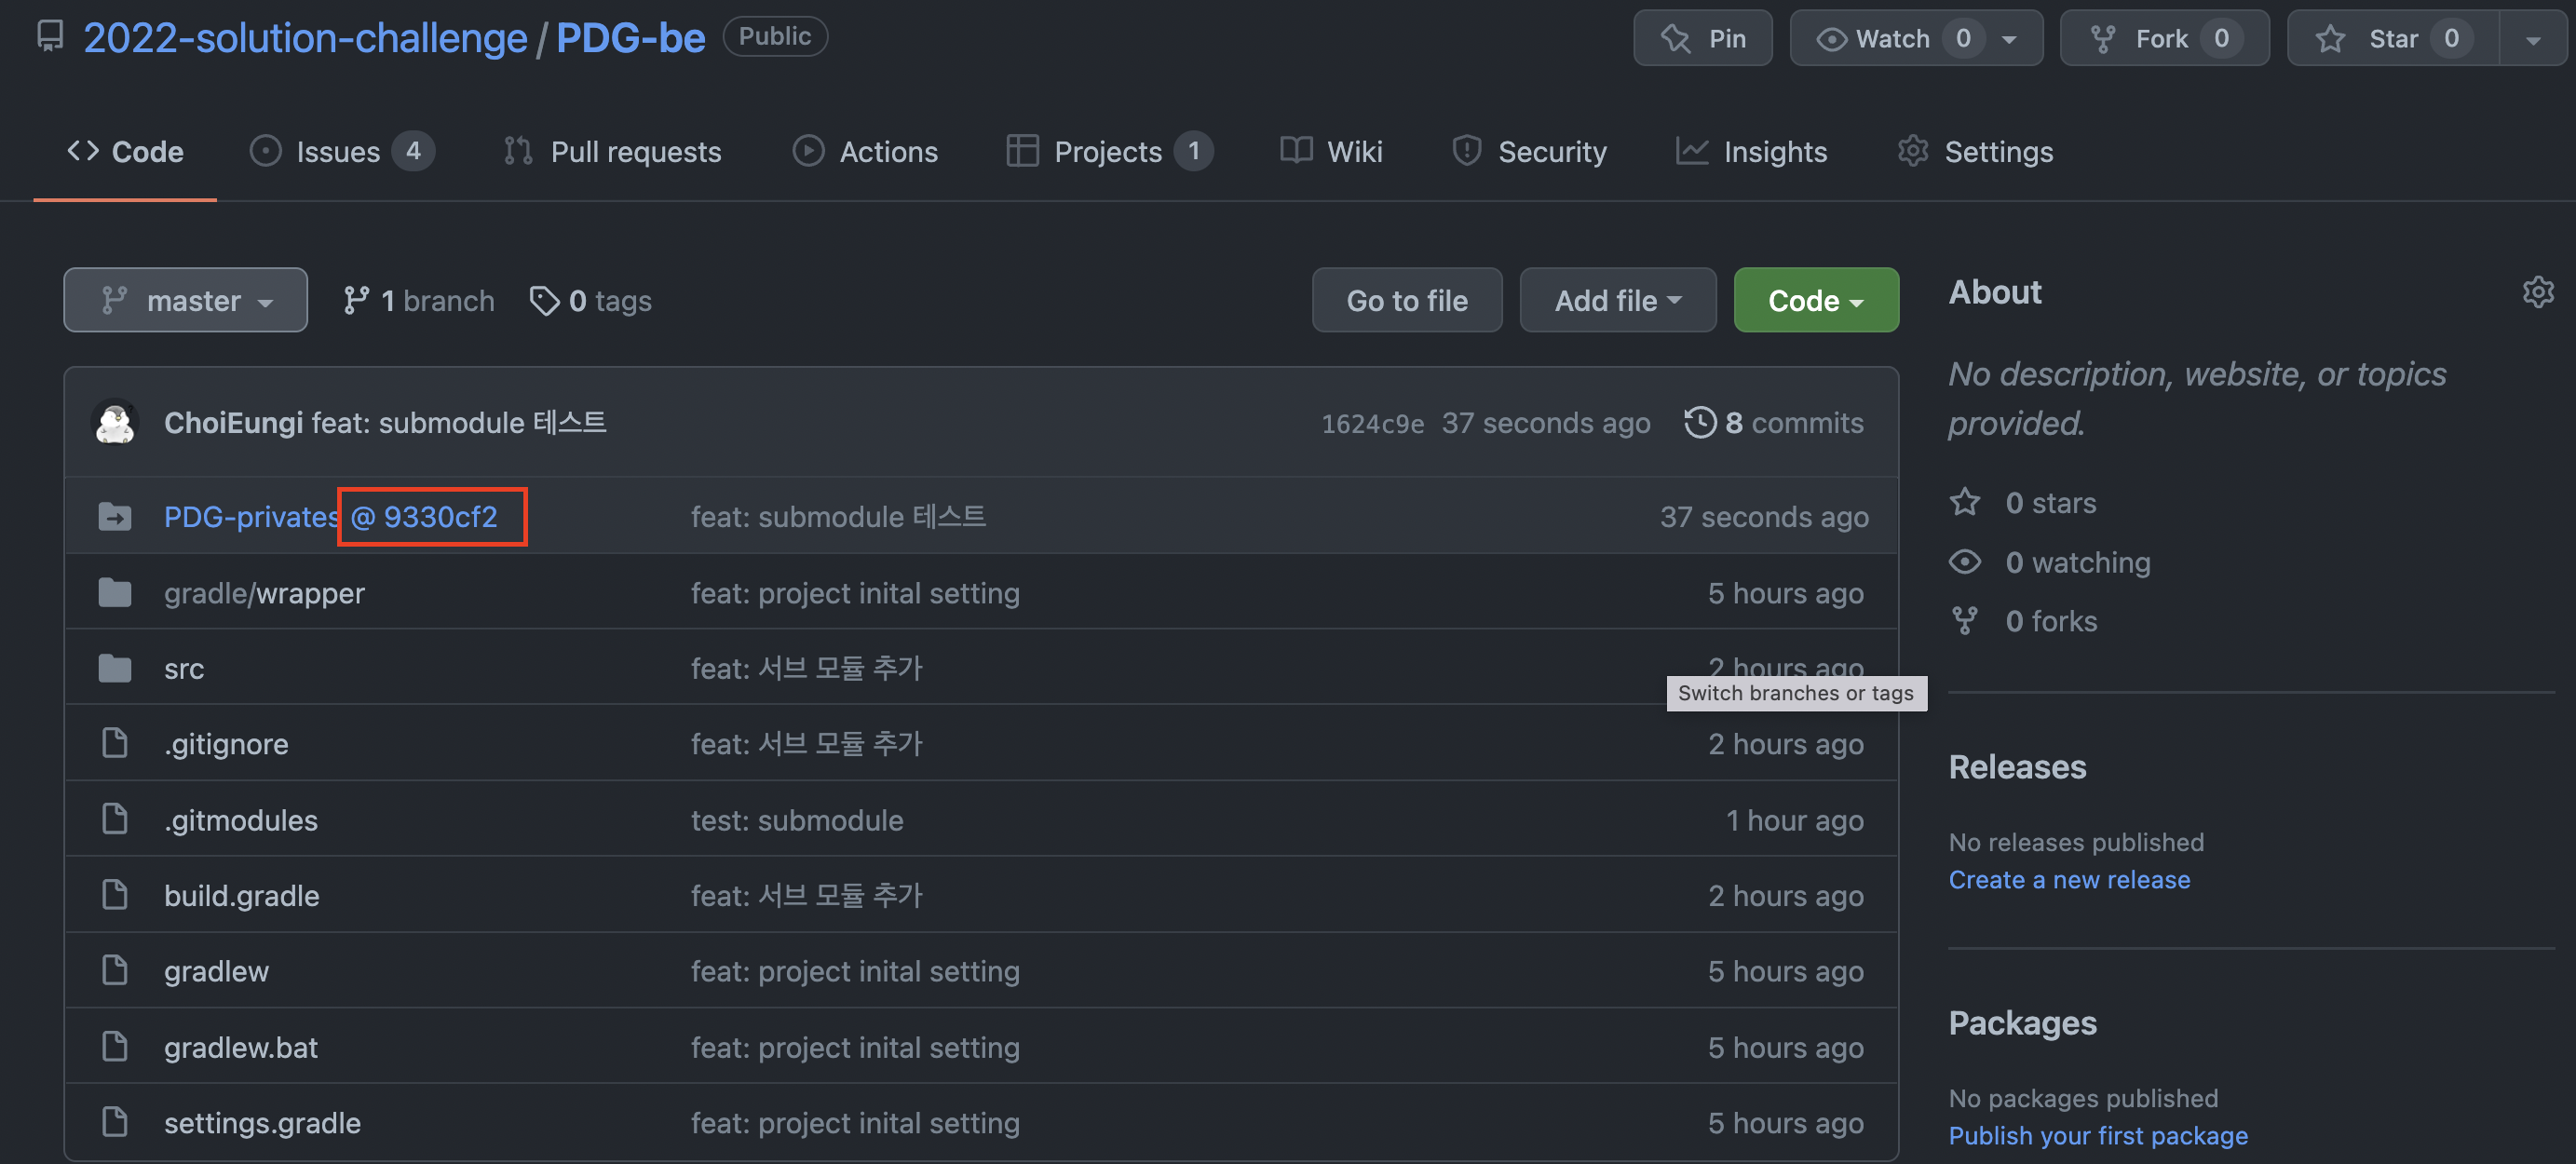 2022-solution-challenge / PDG-be Public Pin Watch 0 Fork 0 Star 0
Code Issues 4 Pull requests Actions Projects 1 Wiki Security Insights Settings
master 1 branch 0 tags Go to file Add file Code
ChoiEungi feat: submodule 테스트 1624c9e 37 seconds ago 8 commits
PDG-privates @ 9330cf2 feat: submodule 테스트 37 seconds ago
gradle/wrapper feat: project inital setting 5 hours ago
src feat: 서브 모듈 추가 2 hours ago
Switch branches or tags
.gitignore feat: 서브 모듈 추가 2 hours ago
.gitmodules test: submodule 1 hour ago
build.gradle feat: 서브 모듈 추가 2 hours ago
gradlew feat: project inital setting 5 hours ago
gradlew.bat feat: project inital setting 5 hours ago
settings.gradle feat: project inital setting 5 hours ago
About
No description, website, or topics
provided.
0 stars
0 watching
0 forks
Releases
No releases published
Create a new release
Packages
No packages published
Publish your first package